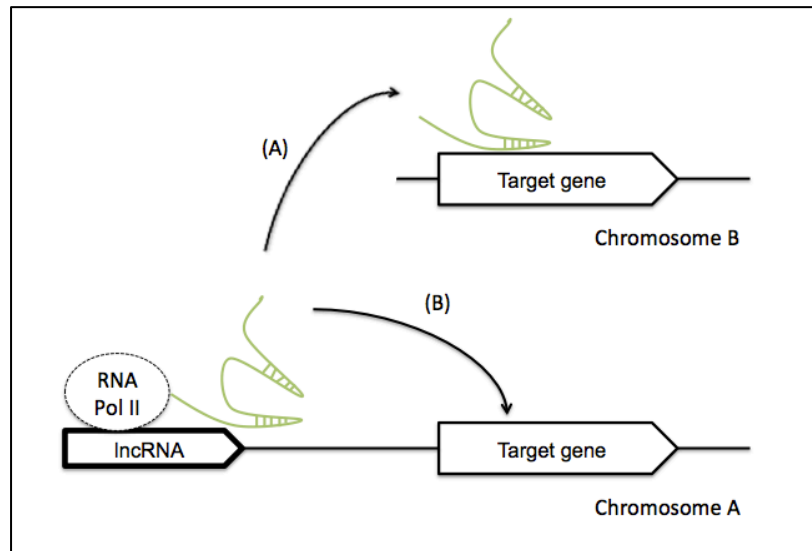 (A)
Target gene
Chromosome B
(B)
RNA
Pol II
lncRNA
Target gene
Chromosome A